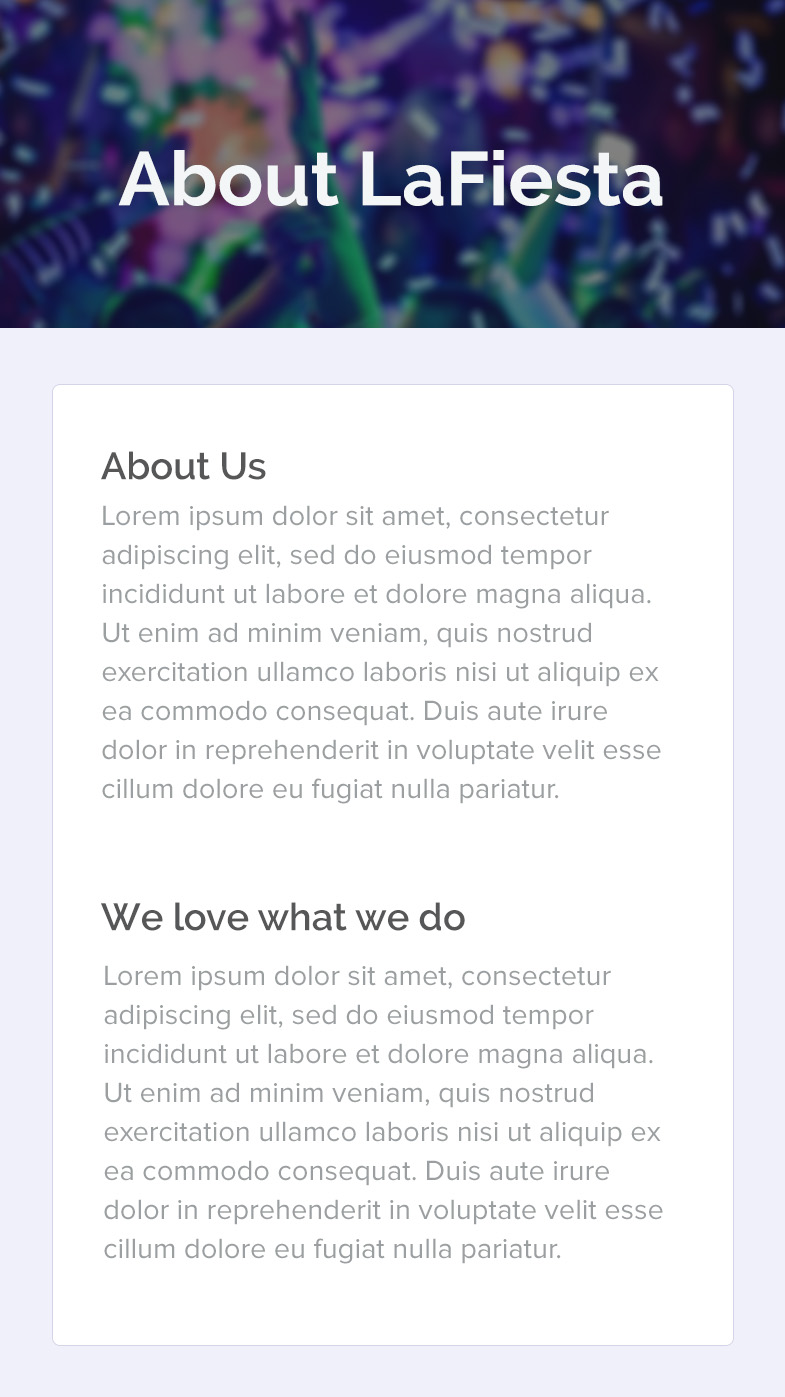 About LaFiesta
About Us
Lorem ipsum dolor sit amet, consectetur
adipiscing elit, sed do eiusmod tempor
incididunt ut labore et dolore magna aliqua.
Ut enim ad minim veniam, quis nostrud
exercitation ullamco laboris nisi ut aliquip ex
ea commodo consequat. Duis aute irure
dolor in reprehenderit in voluptate velit esse
cillum dolore eu fugiat nulla pariatur.
We love what we do
Lorem ipsum dolor sit amet, consectetur
adipiscing elit, sed do eiusmod tempor
incididunt ut labore et dolore magna aliqua.
Ut enim ad minim veniam, quis nostrud
exercitation ullamco laboris nisi ut aliquip ex
ea commodo consequat. Duis aute irure
dolor in reprehenderit in voluptate velit esse
cillum dolore eu fugiat nulla pariatur.